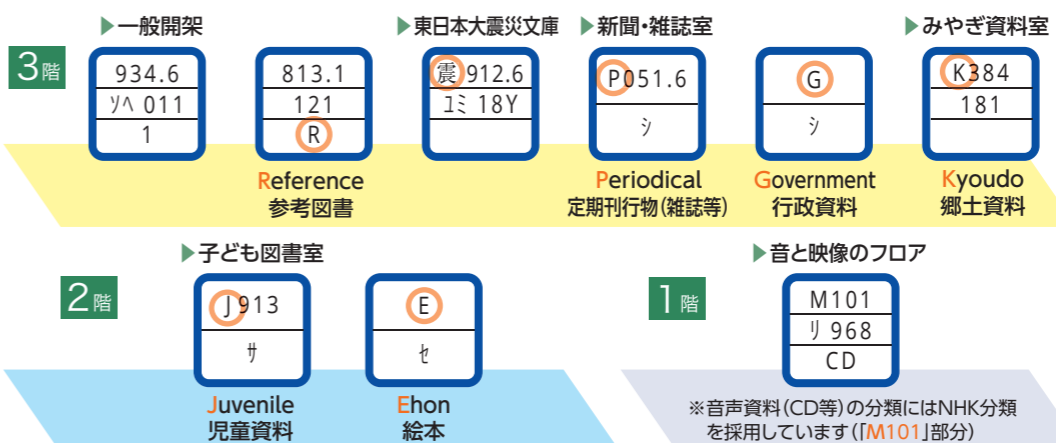 ▶一般開架
▶東日本大震災文庫
▶新聞・雑誌室
▶みやぎ資料室
3階
934.6
ソヘ 011
1
813.1
121
R
Reference
参考図書
震 912.6
ユミ 18Y
P051.6
シ
Periodical
定期刊行物(雑誌等)
G
シ
Government
行政資料
K384
181
Kyoudo
郷土資料
▶子ども図書室
2階
J913
サ
Juvenile
児童資料
E
セ
Ehon
絵本
▶音と映像のフロア
1階
M101
リ 968
CD
※音声資料(CD等)の分類にはNHK分類
を採用しています(「M101」部分)